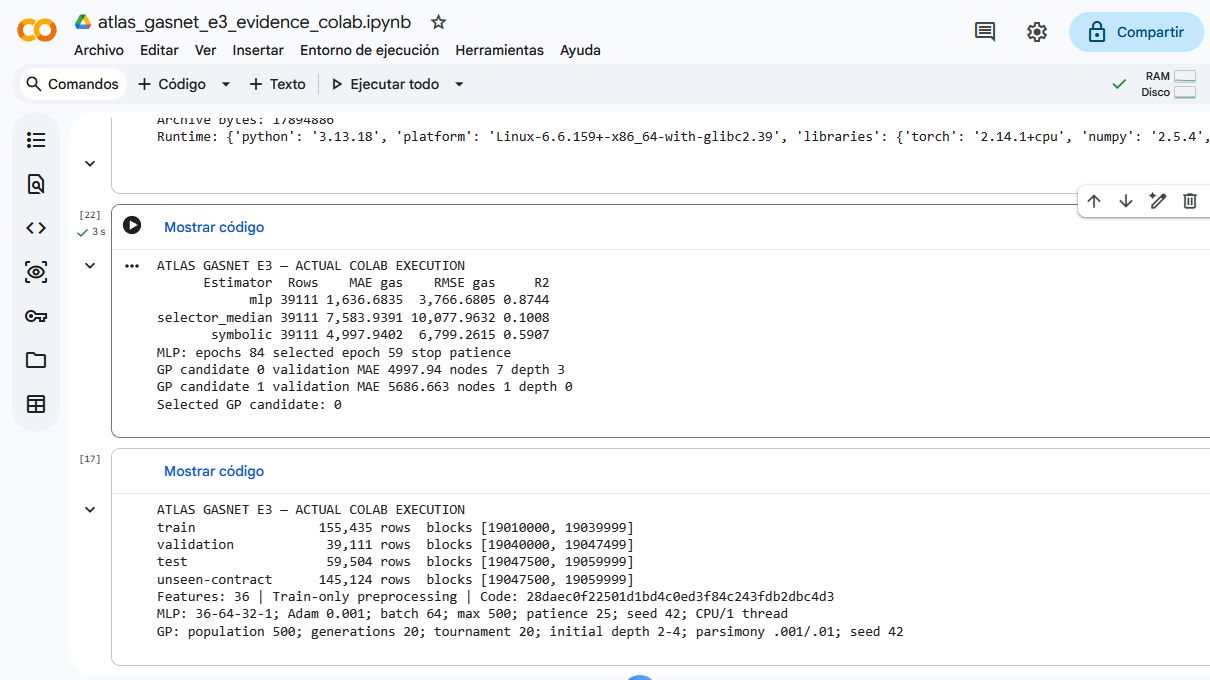 atlas_gasnet_e3_evidence_colab.ipynb
Archivo Editar Ver Insertar Entorno de ejecución Herramientas Ayuda
Compartir
Comandos + Código + Texto Ejecutar todo
RAM
Disco
Archive bytes: 17894886
Runtime: {'python': '3.13.18', 'platform': 'Linux-6.6.159+-x86_64-with-glibc2.39', 'libraries': {'torch': '2.14.1+cpu', 'numpy': '2.5.4',
[22]
3 s
Mostrar código
ATLAS GASNET E3 — ACTUAL COLAB EXECUTION
Estimator Rows MAE gas RMSE gas R2
mlp 39111 1,636.6835 3,766.6805 0.8744
selector_median 39111 7,583.9391 10,077.9632 0.1008
symbolic 39111 4,997.9402 6,799.2615 0.5907
MLP: epochs 84 selected epoch 59 stop patience
GP candidate 0 validation MAE 4997.94 nodes 7 depth 3
GP candidate 1 validation MAE 5686.663 nodes 1 depth 0
Selected GP candidate: 0
[17]
Mostrar código
ATLAS GASNET E3 — ACTUAL COLAB EXECUTION
train 155,435 rows blocks [19010000, 19039999]
validation 39,111 rows blocks [19040000, 19047499]
test 59,504 rows blocks [19047500, 19059999]
unseen-contract 145,124 rows blocks [19047500, 19059999]
Features: 36 | Train-only preprocessing | Code: 28daec0f22501d1bd4c0ed3f84c243fdb2dbc4d3
MLP: 36-64-32-1; Adam 0.001; batch 64; max 500; patience 25; seed 42; CPU/1 thread
GP: population 500; generations 20; tournament 20; initial depth 2-4; parsimony .001/.01; seed 42